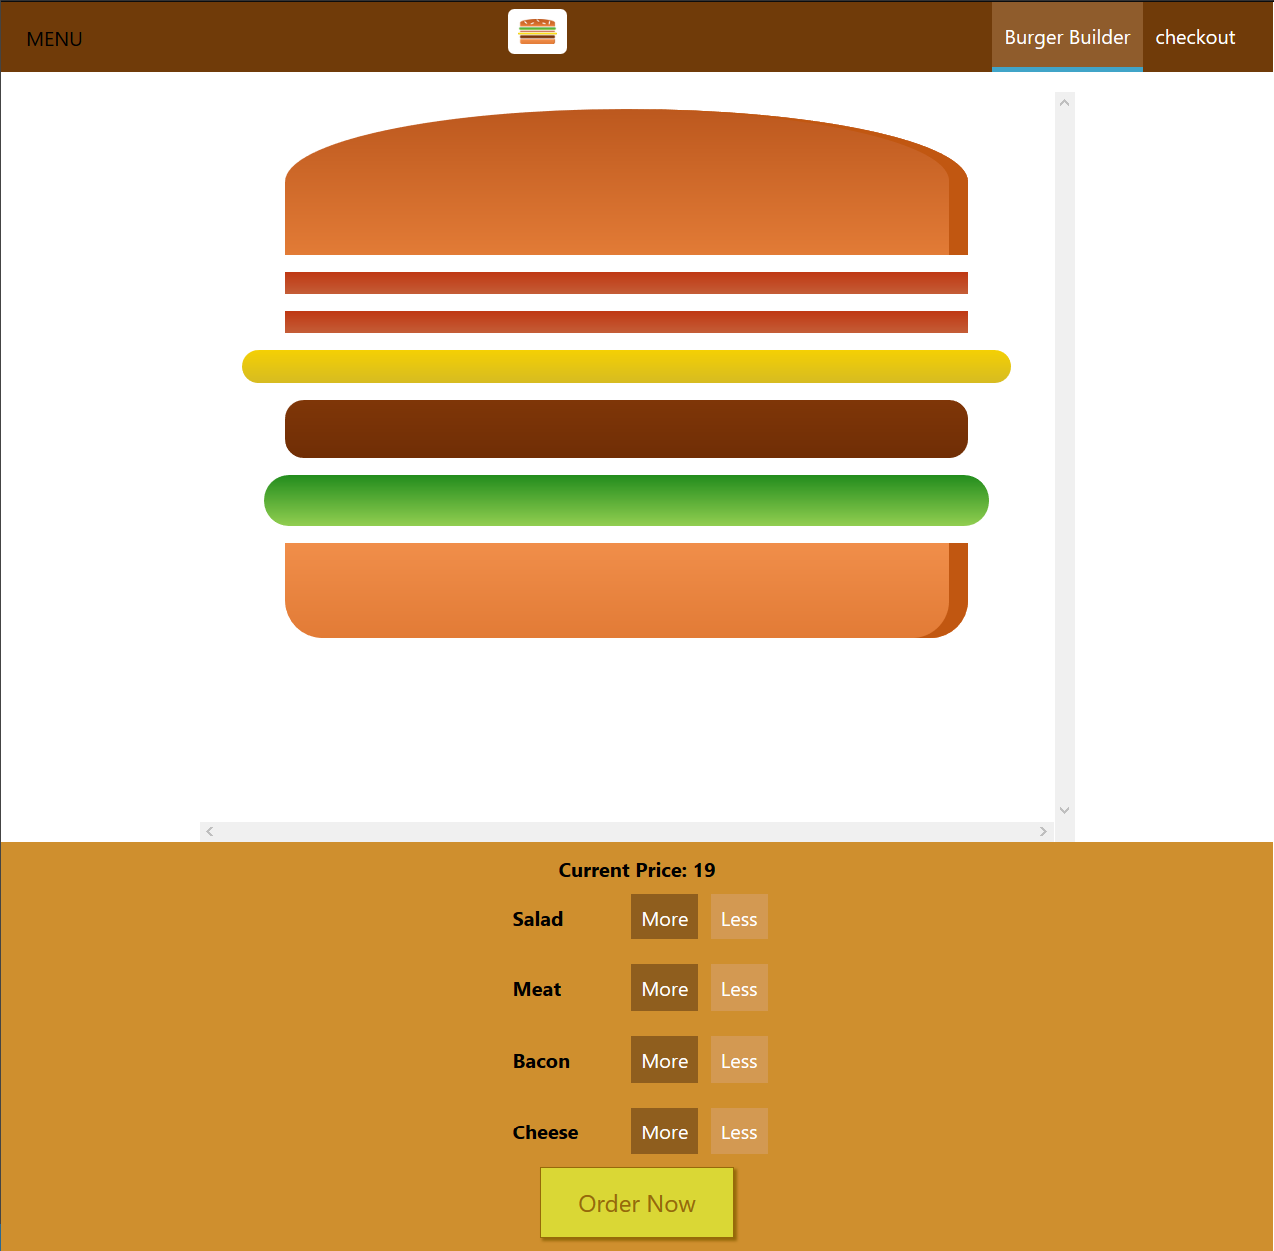 MENU
Burger Builder
checkout
Current Price: 19
Salad More Less
Meat More Less
Bacon More Less
Cheese More Less
Order Now